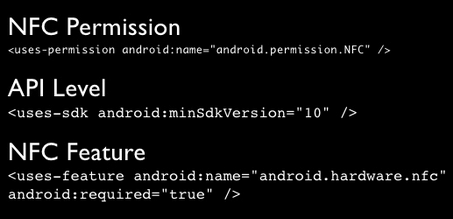 NFC Permission
<uses-permission android:name="android.permission.NFC" />
API Level
<uses-sdk android:minSdkVersion="10" />
NFC Feature
<uses-feature android:name="android.hardware.nfc"
android:required="true" />